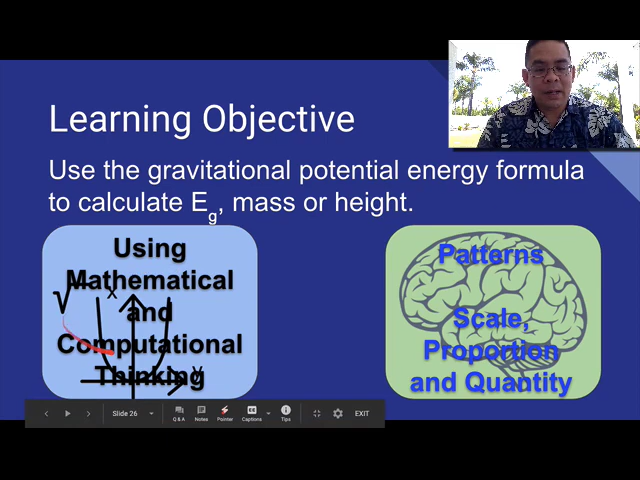 Learning Objective
Use the gravitational potential energy formula
to calculate Eg, mass or height.
Using
Mathematical
and
Computational
Thinking
√
x
y
Patterns
Scale,
Proportion
and Quantity
Slide 26
Q & A
Notes
Pointer
Captions
Tips
EXIT